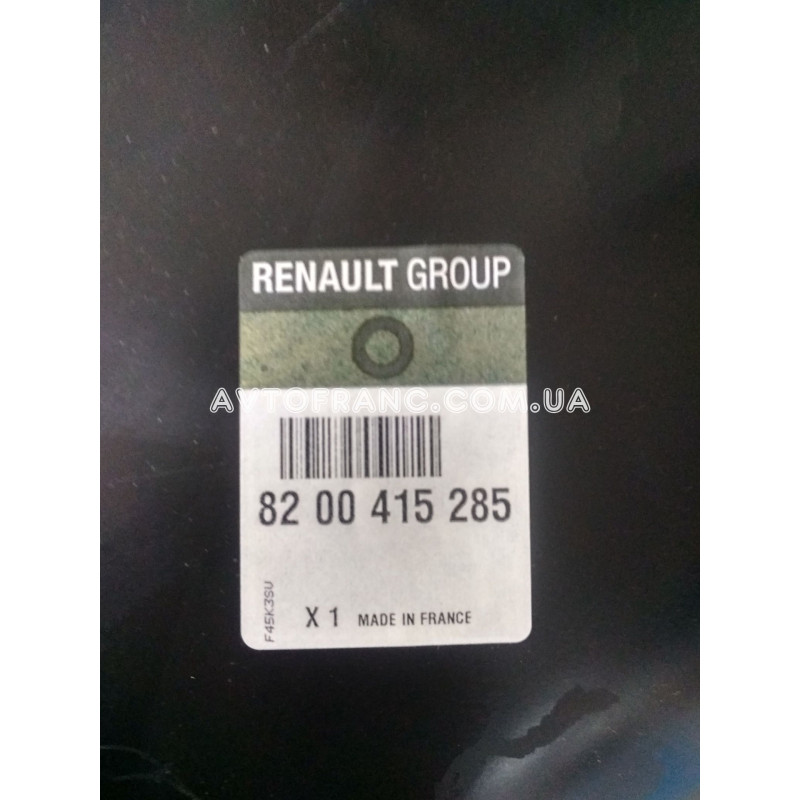 RENAULT GROUP
AVTOFRANC.COM.UA
82 00 415 285
F45K3SU
X 1 MADE IN FRANCE